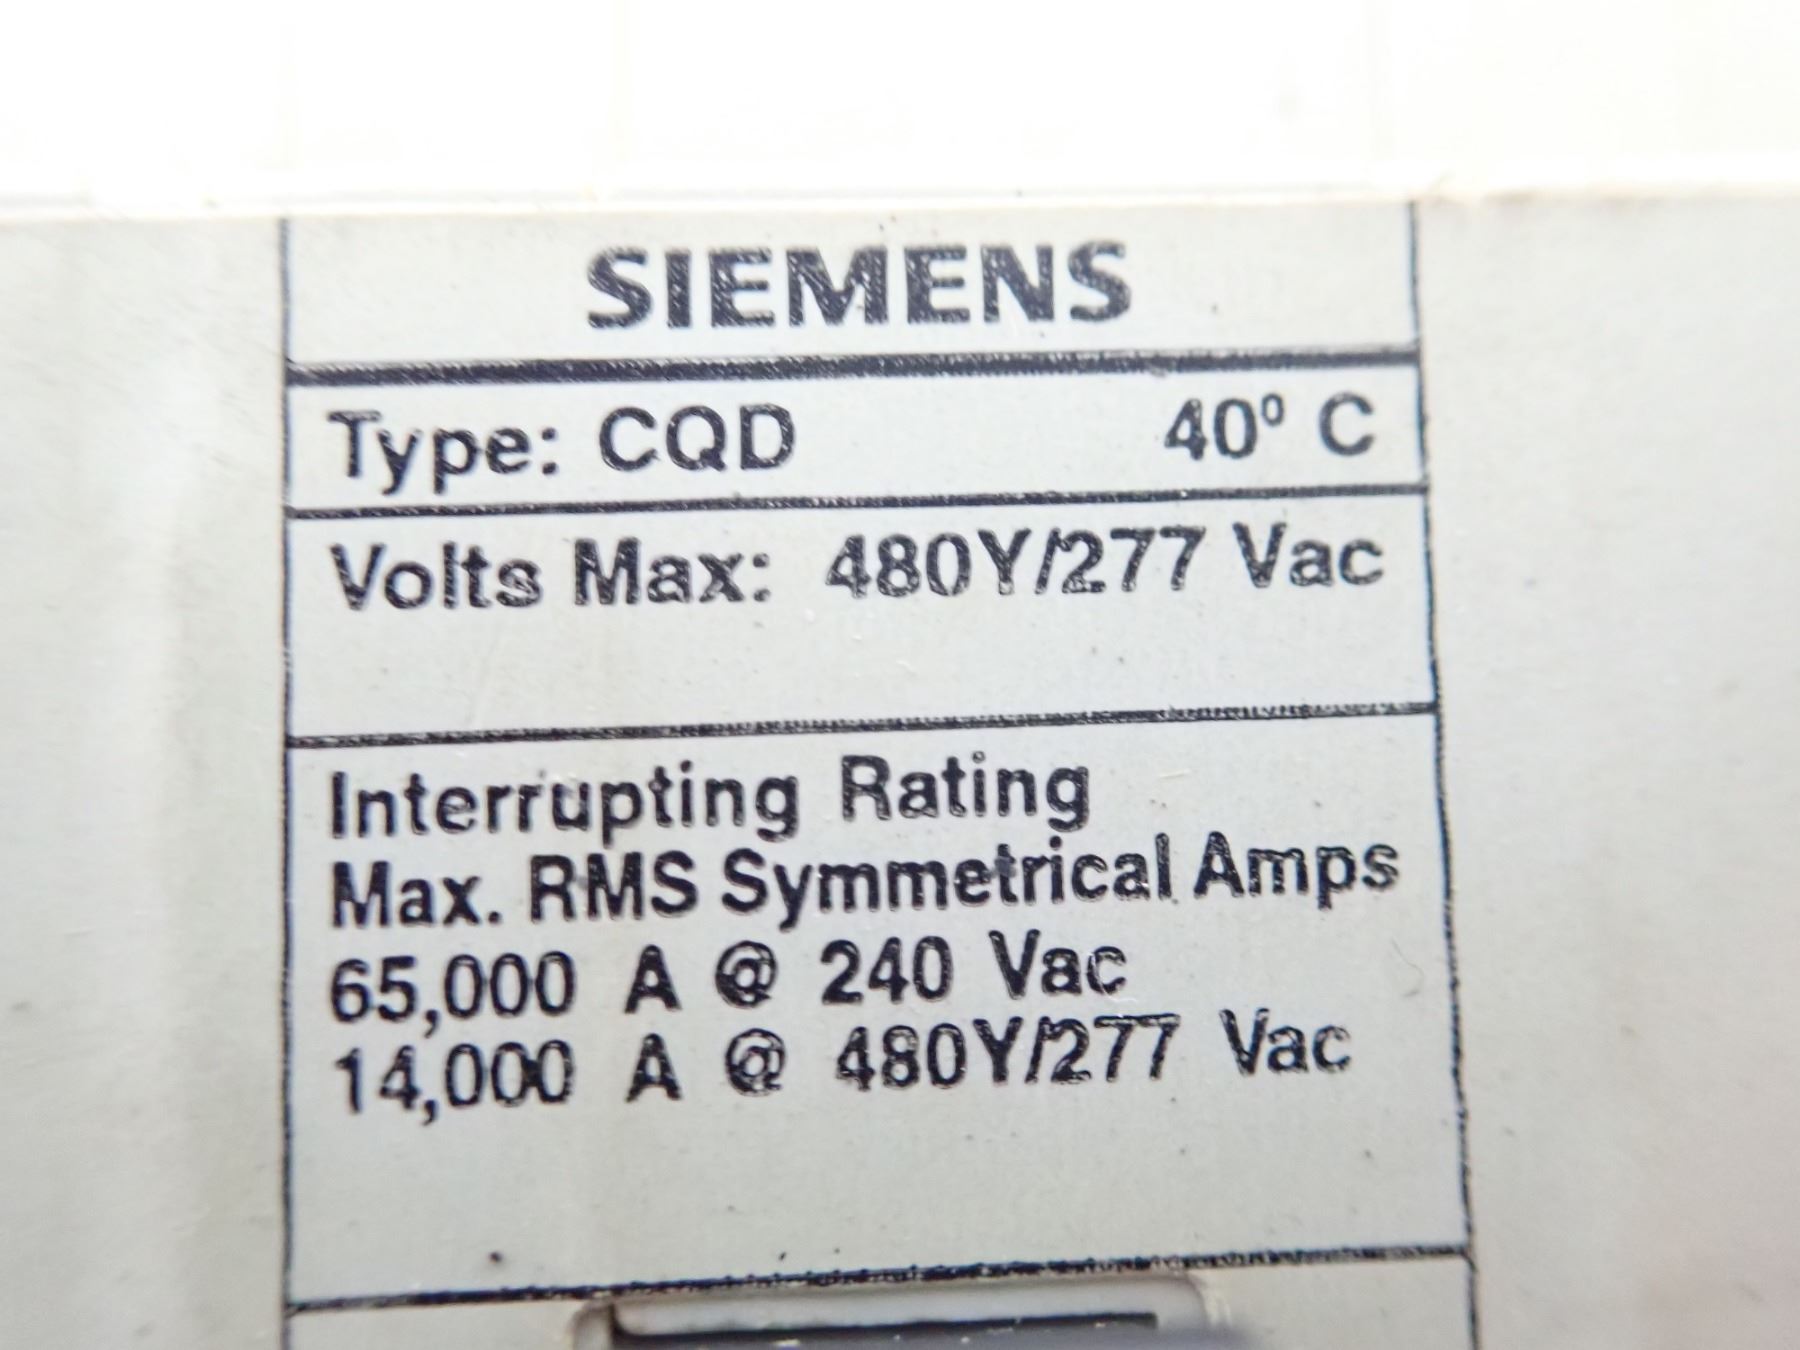 SIEMENS
Type: CQD 40º C
Volts Max: 480Y/277 Vac
Interrupting Rating
Max. RMS Symmetrical Amps
65,000 A @ 240 Vac
14,000 A @ 480Y/277 Vac